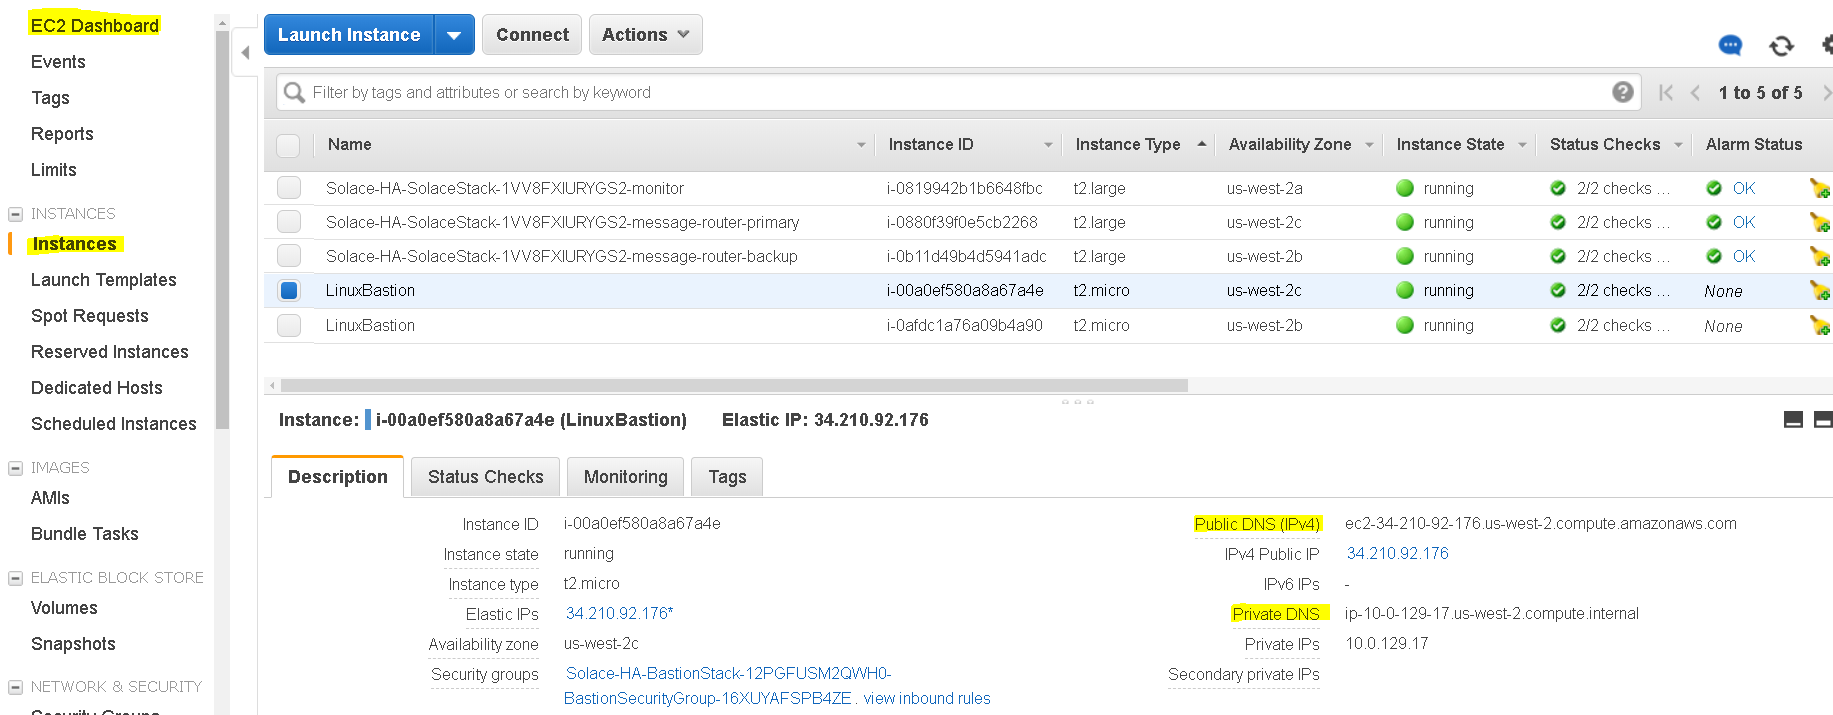 EC2 Dashboard
Events
Tags
Reports
Limits
INSTANCES
Instances
Launch Templates
Spot Requests
Reserved Instances
Dedicated Hosts
Scheduled Instances
IMAGES
AMIs
Bundle Tasks
ELASTIC BLOCK STORE
Volumes
Snapshots
NETWORK & SECURITY
Security Groups
Launch Instance Connect Actions
Filter by tags and attributes or search by keyword 1 to 5 of 5
Name Instance ID Instance Type Availability Zone Instance State Status Checks Alarm Status
Solace-HA-SolaceStack-1VV8FXIURYGS2-monitor i-0819942b1b6648fbc t2.large us-west-2a running 2/2 checks ... OK
Solace-HA-SolaceStack-1VV8FXIURYGS2-message-router-primary i-0880f39f0e5cb2268 t2.large us-west-2c running 2/2 checks ... OK
Solace-HA-SolaceStack-1VV8FXIURYGS2-message-router-backup i-0b11d49b4d5941adc t2.large us-west-2b running 2/2 checks ... OK
LinuxBastion i-00a0ef580a8a67a4e t2.micro us-west-2c running 2/2 checks ... None
LinuxBastion i-0afdc1a76a09b4a90 t2.micro us-west-2b running 2/2 checks ... None
Instance: i-00a0ef580a8a67a4e (LinuxBastion) Elastic IP: 34.210.92.176
Description Status Checks Monitoring Tags
Instance ID i-00a0ef580a8a67a4e Public DNS (IPv4) ec2-34-210-92-176.us-west-2.compute.amazonaws.com
Instance state running IPv4 Public IP 34.210.92.176
Instance type t2.micro IPv6 IPs -
Elastic IPs 34.210.92.176* Private DNS ip-10-0-129-17.us-west-2.compute.internal
Availability zone us-west-2c Private IPs 10.0.129.17
Security groups Solace-HA-BastionStack-12PGFUSM2QWH0- Secondary private IPs
BastionSecurityGroup-16XUYAFSPB4ZE . view inbound rules